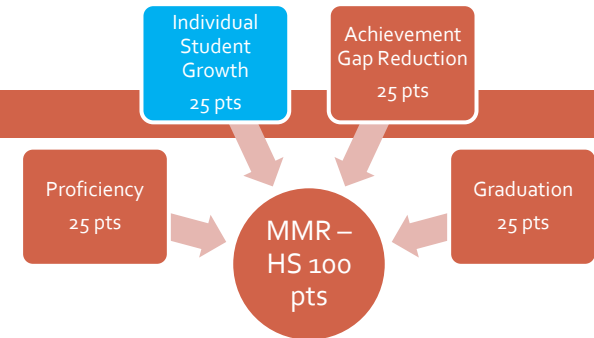 Individual
Student
Growth
25 pts
Achievement
Gap Reduction
25 pts
Proficiency
25 pts
Graduation
25 pts
MMR –
HS 100
pts